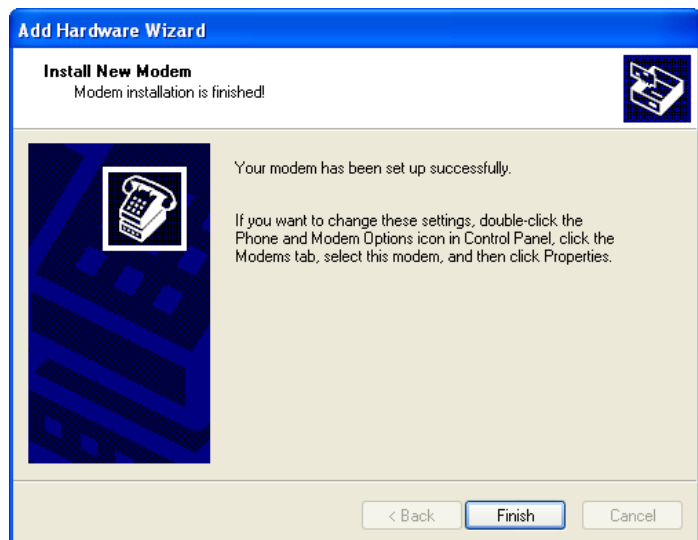 Add Hardware Wizard
Install New Modem
Modem installation is finished!
Your modem has been set up successfully.
If you want to change these settings, double-click the
Phone and Modem Options icon in Control Panel, click the
Modems tab, select this modem, and then click Properties.
< Back Finish Cancel